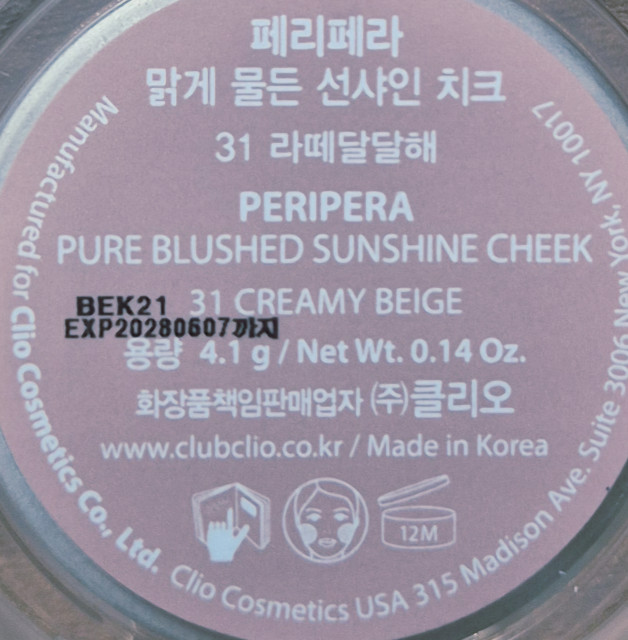 페리페라
맑게 물든 선샤인 치크
31 라떼달달해
PERIPERA
PURE BLUSHED SUNSHINE CHEEK
31 CREAMY BEIGE
BEK21
EXP20280607까지
용량 4.1 g / Net Wt. 0.14 Oz.
화장품책임판매업자 (주)클리오
www.clubclio.co.kr / Made in Korea
12M
Manufactured for Clio Cosmetics Co., Ltd. Clio Cosmetics USA 315 Madison Ave. Suite 3006 New York, NY 10017